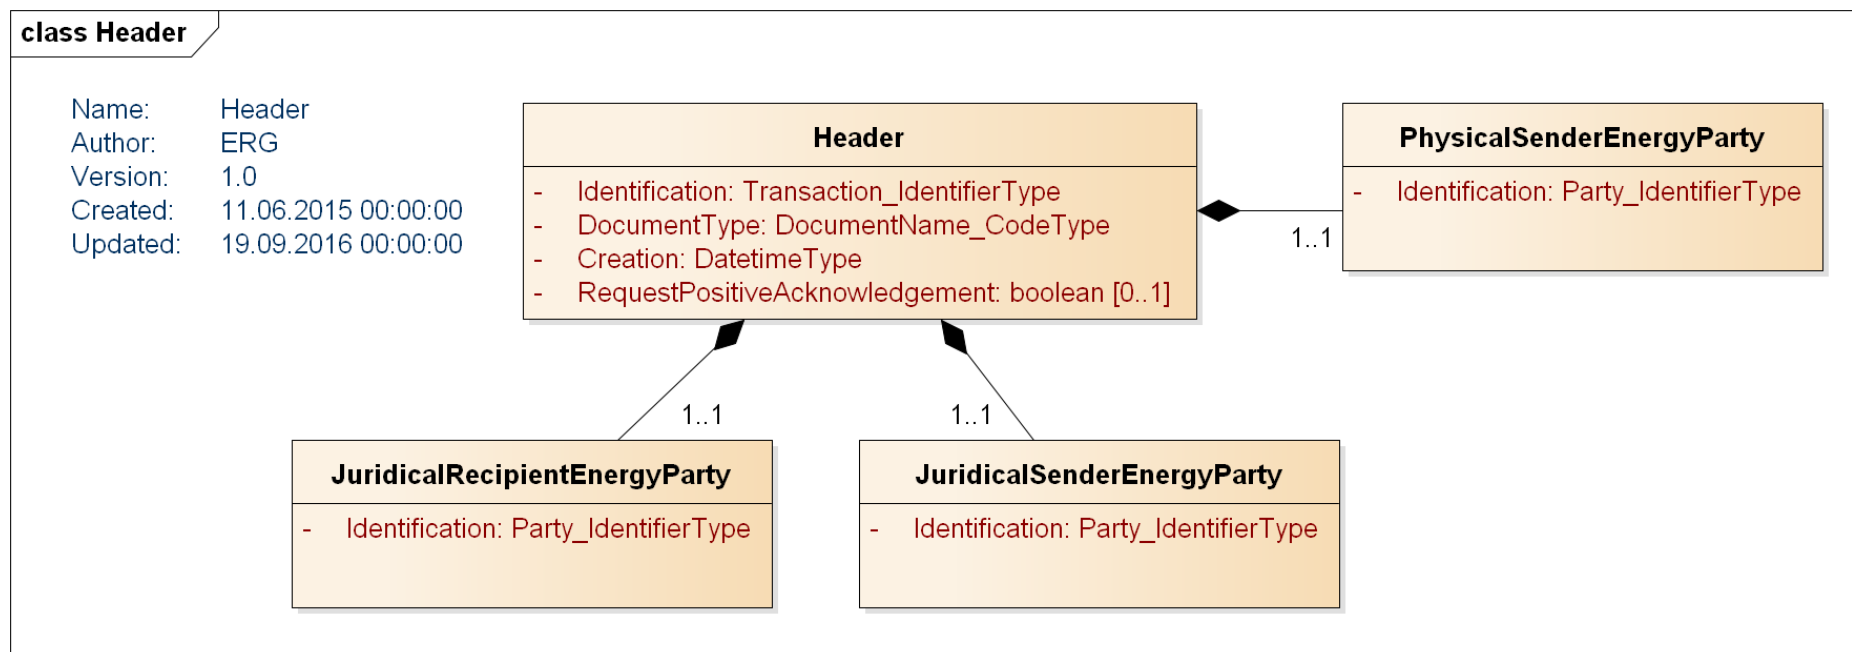 class Header
Name: Header
Author: ERG
Version: 1.0
Created: 11.06.2015 00:00:00
Updated: 19.09.2016 00:00:00
Header
- Identification: Transaction_IdentifierType
- DocumentType: DocumentName_CodeType
- Creation: DatetimeType
- RequestPositiveAcknowledgement: boolean [0..1]
PhysicalSenderEnergyParty
- Identification: Party_IdentifierType
1..1
1..1
1..1
JuridicalRecipientEnergyParty
- Identification: Party_IdentifierType
JuridicalSenderEnergyParty
- Identification: Party_IdentifierType